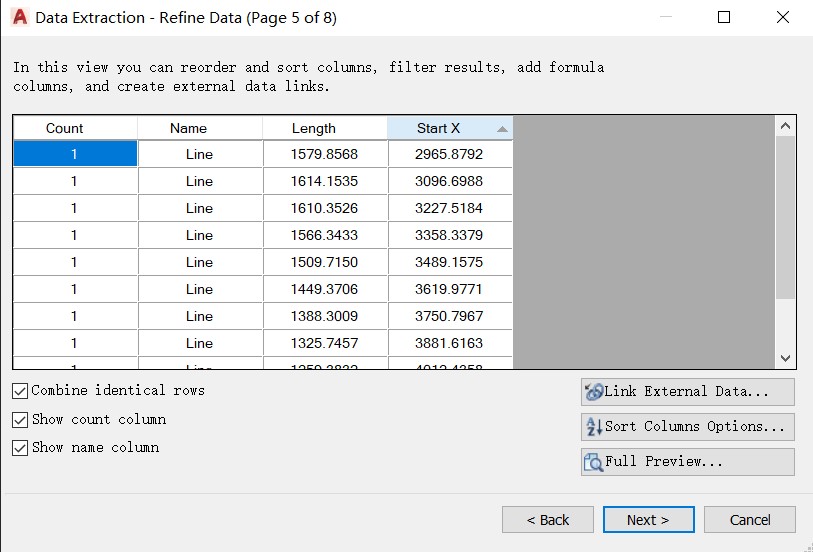 Data Extraction - Refine Data (Page 5 of 8)
In this view you can reorder and sort columns, filter results, add formula
columns, and create external data links.
Count Name Length Start X
1 Line 1579.8568 2965.8792
1 Line 1614.1535 3096.6988
1 Line 1610.3526 3227.5184
1 Line 1566.3433 3358.3379
1 Line 1509.7150 3489.1575
1 Line 1449.3706 3619.9771
1 Line 1388.3009 3750.7967
1 Line 1325.7457 3881.6163
Combine identical rows
Show count column
Show name column
Link External Data...
Sort Columns Options...
Full Preview...
< Back Next > Cancel